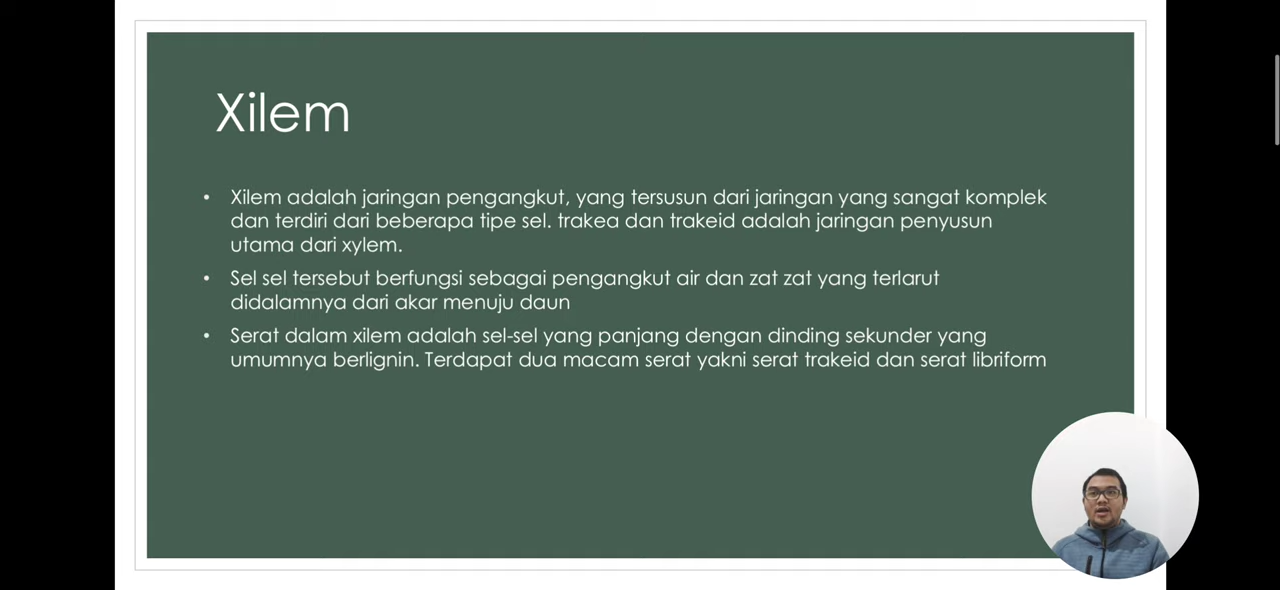 Xilem
• Xilem adalah jaringan pengangkut, yang tersusun dari jaringan yang sangat komplek
dan terdiri dari beberapa tipe sel. trakea dan trakeid adalah jaringan penyusun
utama dari xylem.
• Sel sel tersebut berfungsi sebagai pengangkut air dan zat zat yang terlarut
didalamnya dari akar menuju daun
• Serat dalam xilem adalah sel-sel yang panjang dengan dinding sekunder yang
umumnya berlignin. Terdapat dua macam serat yakni serat trakeid dan serat libriform